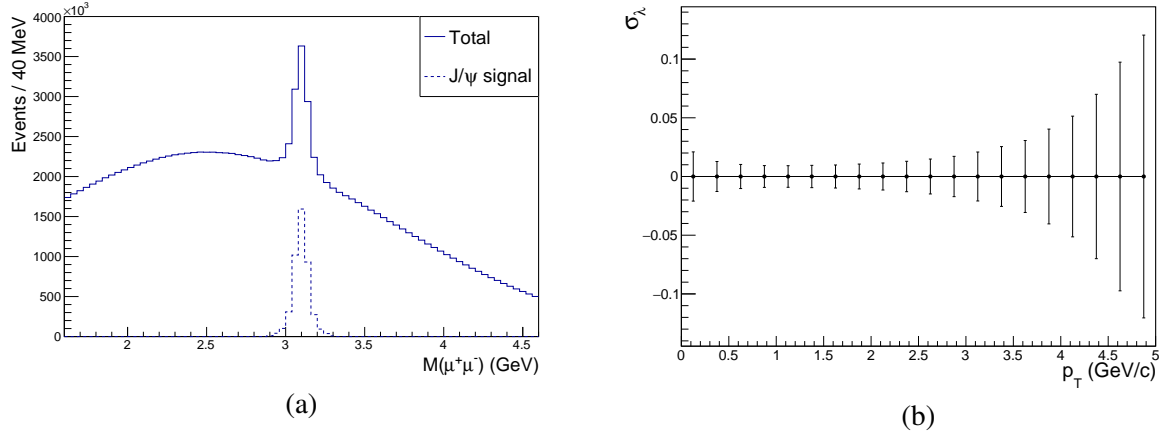 ×10³
4000
3500
3000
2500
2000
1500
1000
500
0
Events / 40 MeV
Total
J/ψ signal
2 2.5 3 3.5 4 4.5
M(μ⁺μ⁻) (GeV)
(a)
σλ
0.1
0.05
0
−0.05
−0.1
0 0.5 1 1.5 2 2.5 3 3.5 4 4.5 5
p_T (GeV/c)
(b)